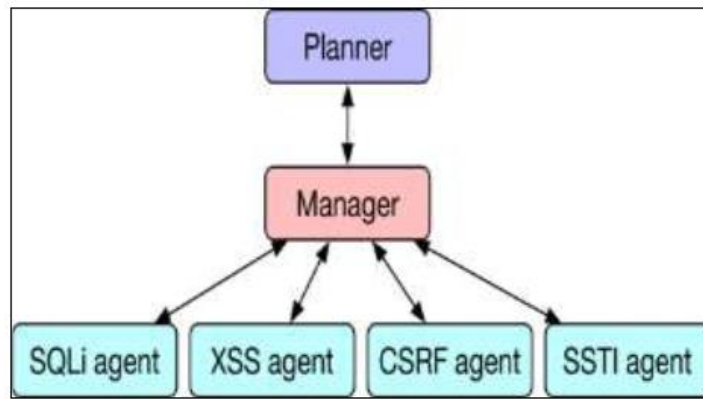 Planner
Manager
SQLi agent
XSS agent
CSRF agent
SSTI agent